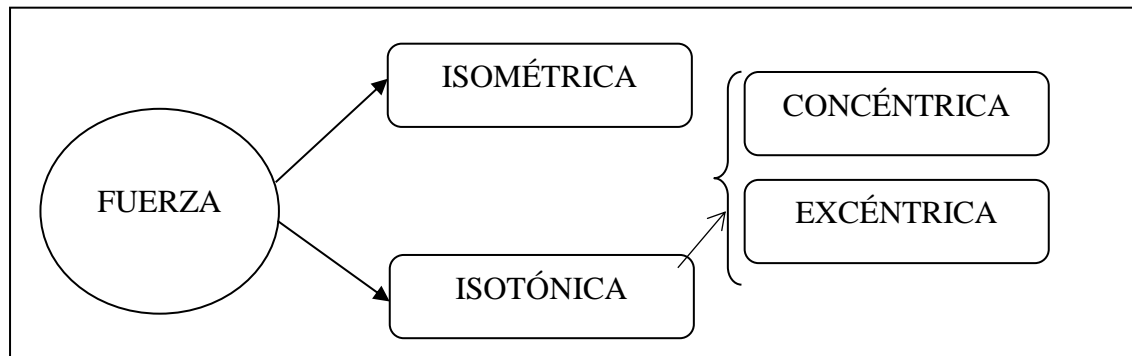 FUERZA
ISOMÉTRICA
ISOTÓNICA
CONCÉNTRICA
EXCÉNTRICA